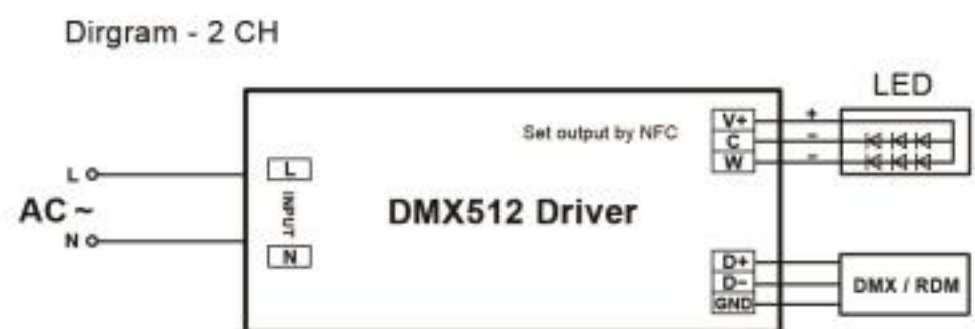 Dirgram - 2 CH
LED
Set output by NFC
V+
+
C
-
W
-
L
L
AC ~
INPUT
DMX512 Driver
N
N
D+
D-
GND
DMX / RDM